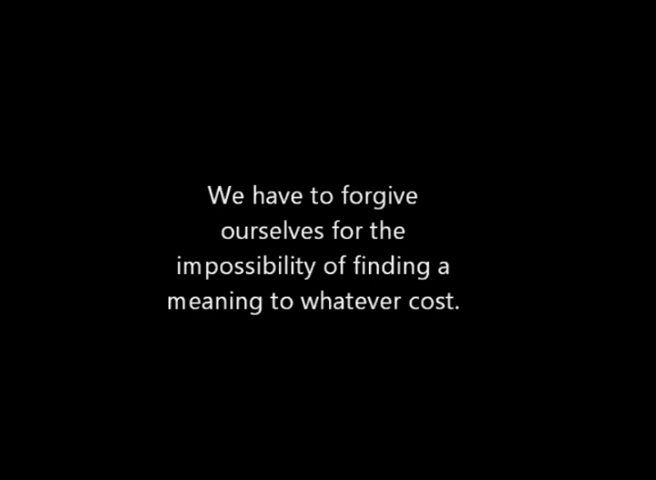 We have to forgive
ourselves for the
impossibility of finding a
meaning to whatever cost.